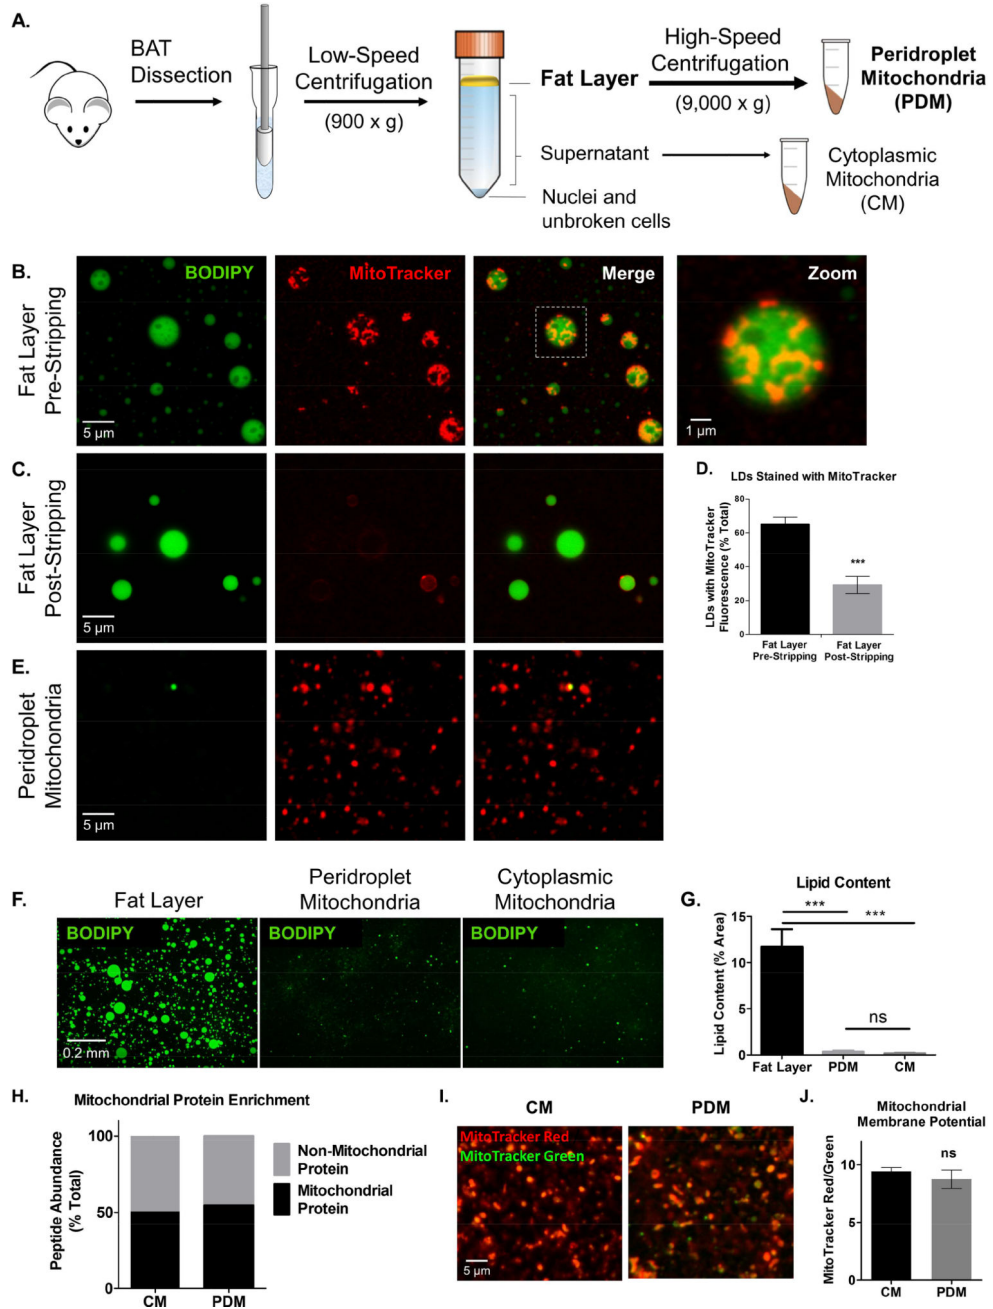 A.
BAT
Dissection
Low-Speed
Centrifugation
(900 x g)
Fat Layer
High-Speed
Centrifugation
(9,000 x g)
Peridroplet
Mitochondria
(PDM)
Supernatant
Cytoplasmic
Mitochondria
(CM)
Nuclei and
unbroken cells
B.
Fat Layer
Pre-Stripping
BODIPY
MitoTracker
Merge
Zoom
5 μm
1 μm
C.
Fat Layer
Post-Stripping
5 μm
D.
LDs Stained with MitoTracker
LDs with MitoTracker
Fluorescence (% Total)
80
60
40
20
0
***
Fat Layer
Pre-Stripping
Fat Layer
Post-Stripping
E.
Peridroplet
Mitochondria
5 μm
F.
Fat Layer
Peridroplet
Mitochondria
Cytoplasmic
Mitochondria
BODIPY
BODIPY
BODIPY
0.2 mm
G.
Lipid Content
Lipid Content (% Area)
15
10
5
0
***
***
ns
Fat Layer
PDM
CM
H.
Mitochondrial Protein Enrichment
Peptide Abundance
(% Total)
100
50
0
CM
PDM
Non-Mitochondrial
Protein
Mitochondrial
Protein
I.
CM
PDM
MitoTracker Red
MitoTracker Green
5 μm
J.
Mitochondrial
Membrane Potential
MitoTracker Red/Green
10
5
0
ns
CM
PDM